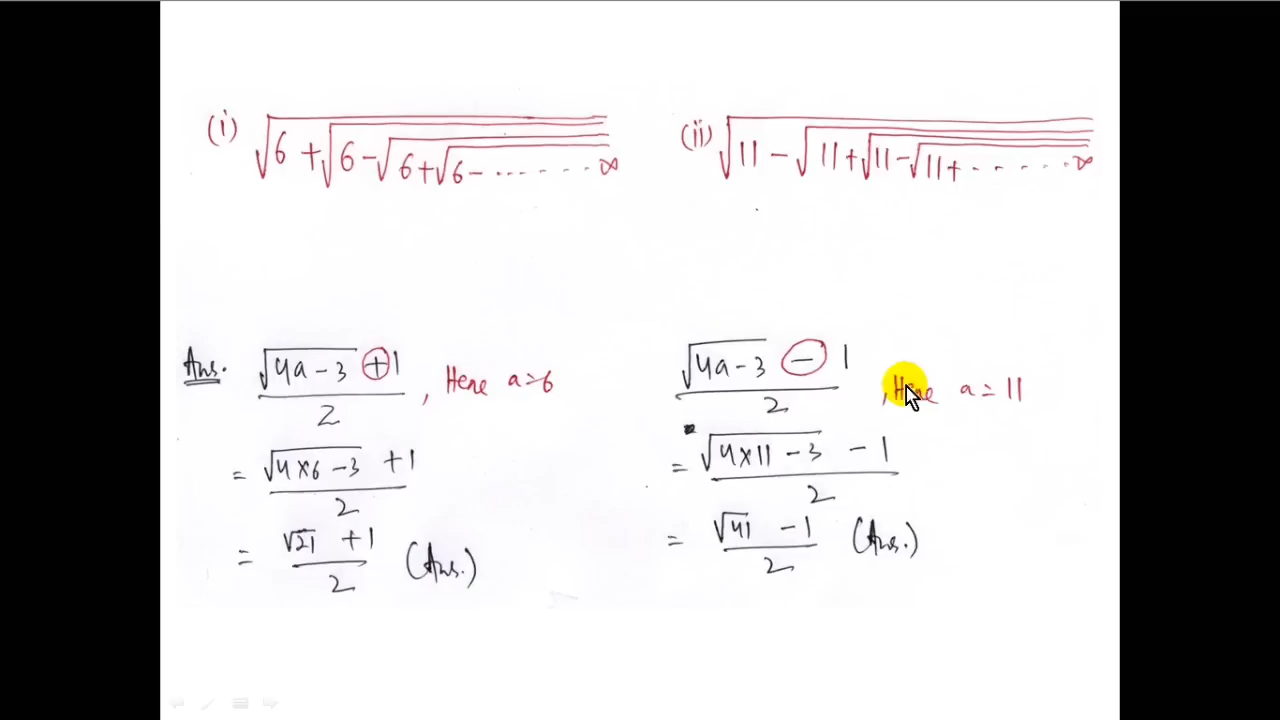 (i) √6 + √6 - √6 + √6 - ...... ∞
(ii) √11 - √11 + √11 - √11 + ...... ∞
Ans. (√4a - 3 + 1)/2 , Here a = 6
= (√4×6 - 3 + 1)/2
= (√21 + 1)/2 (Ans.)
(√4a - 3 - 1)/2 , Here a = 11
= (√4×11 - 3 - 1)/2
= (√41 - 1)/2 (Ans.)